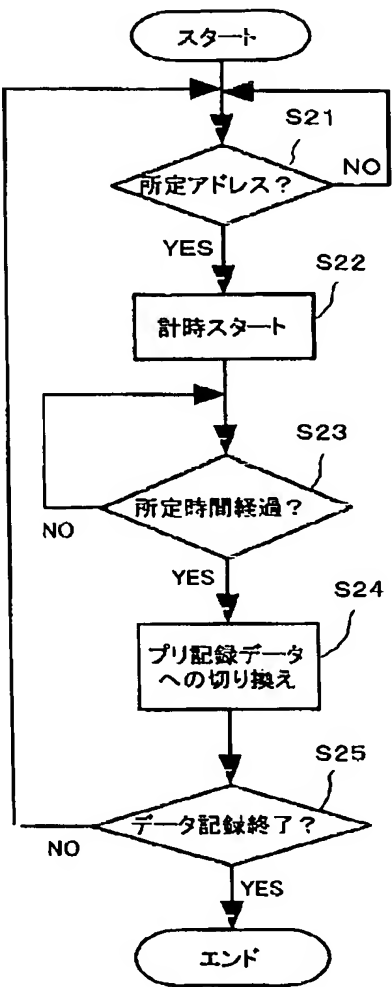 スタート
S21
所定アドレス？
NO
YES
S22
計時スタート
S23
所定時間経過？
NO
YES
S24
プリ記録データ
への切り換え
S25
データ記録終了？
NO
YES
エンド